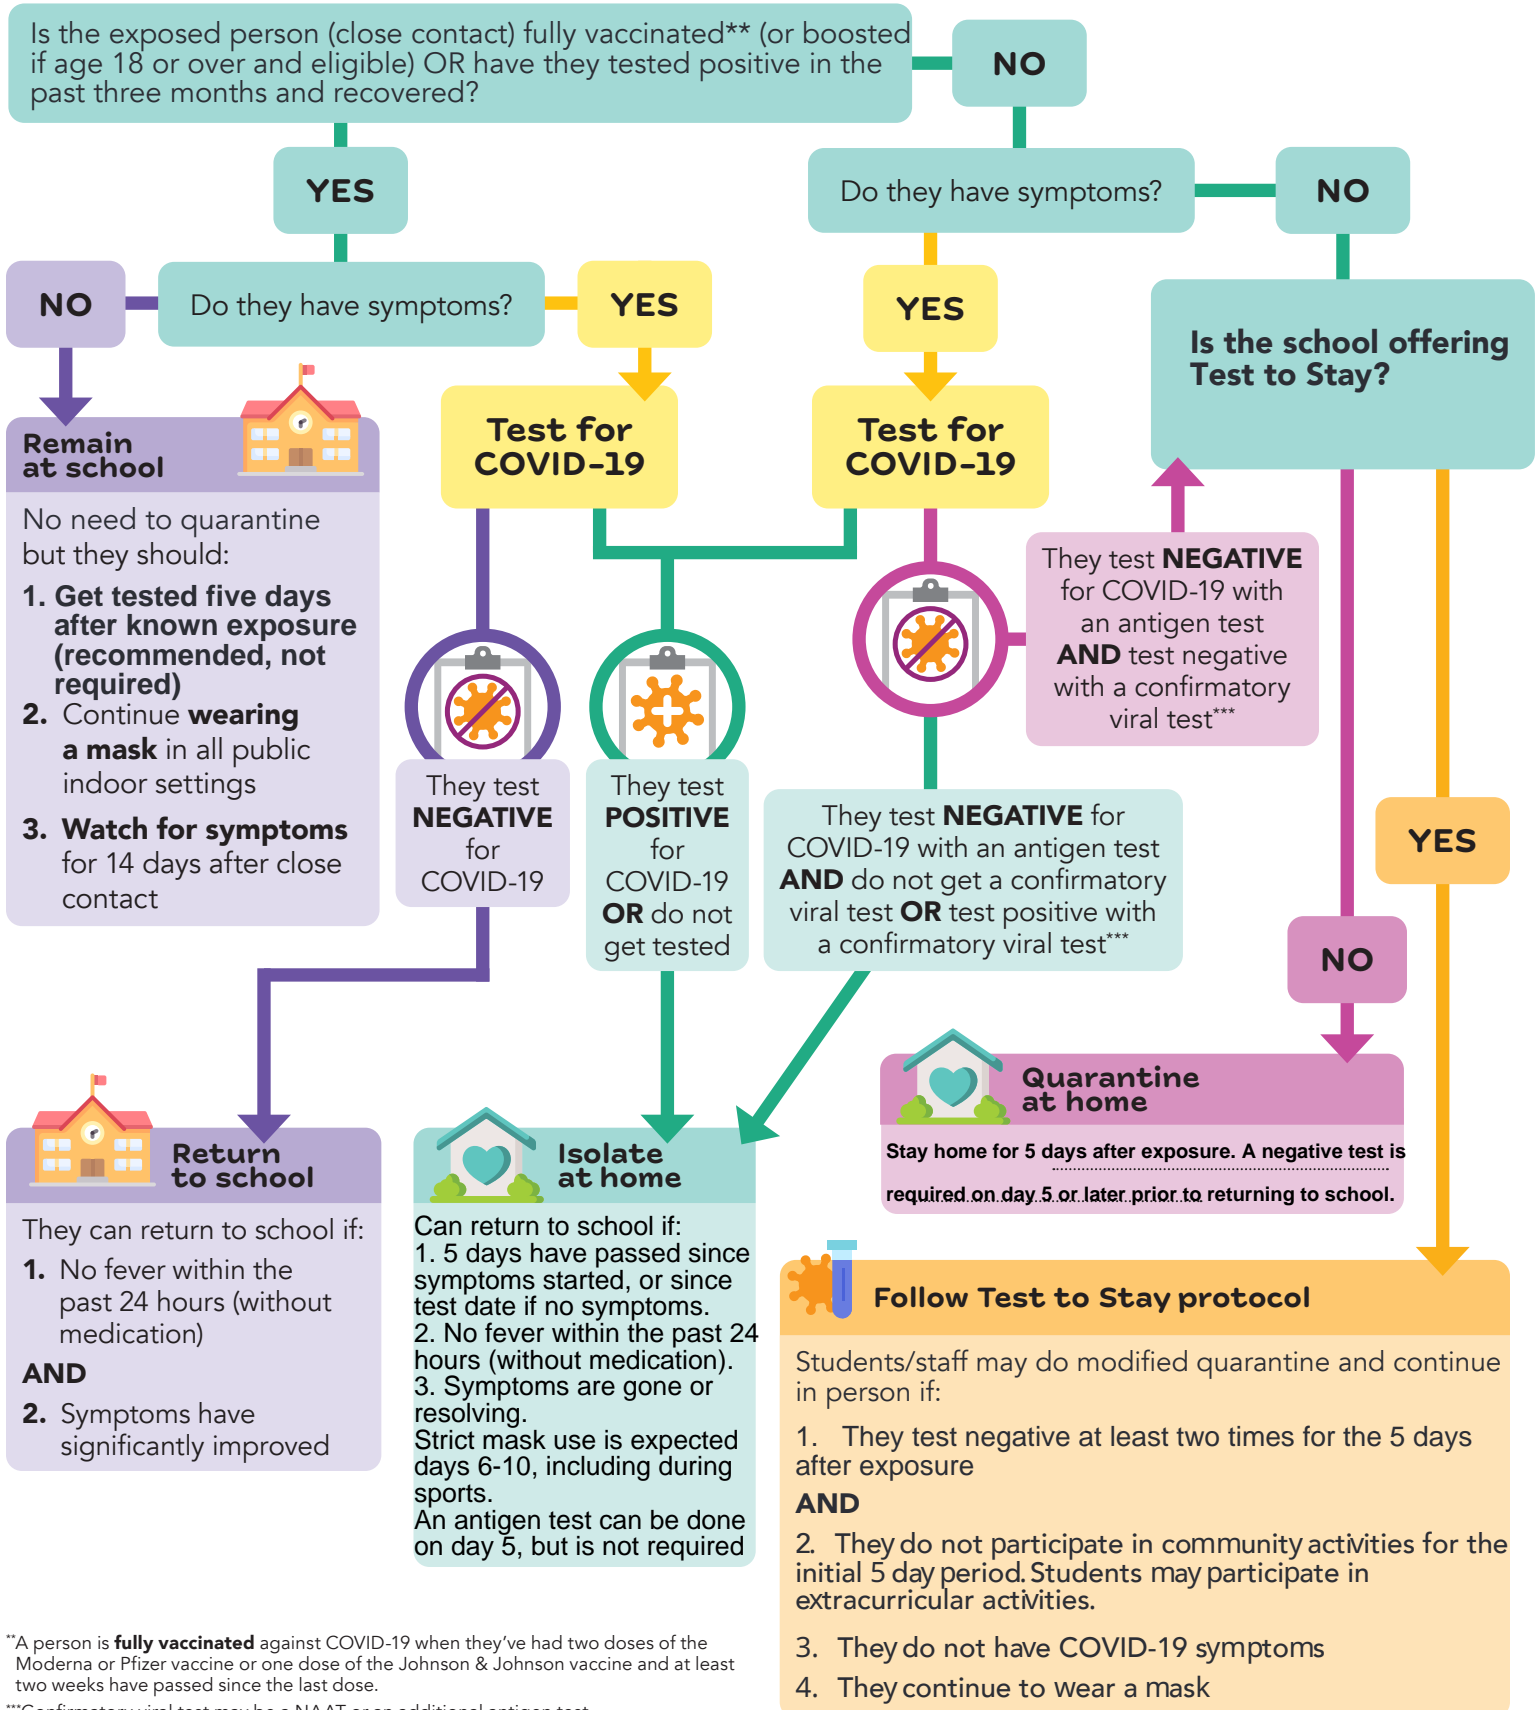 Is the exposed person (close contact) fully vaccinated** (or boosted
if age 18 or over and eligible) OR have they tested positive in the
past three months and recovered?
NO
YES
Do they have symptoms?
NO
NO
Do they have symptoms?
YES
YES
Is the school offering
Test to Stay?
Remain
at school
No need to quarantine
but they should:
1. Get tested five days
after known exposure
(recommended, not
required)
2. Continue wearing
a mask in all public
indoor settings
3. Watch for symptoms
for 14 days after close
contact
Test for
COVID-19
Test for
COVID-19
They test NEGATIVE
for COVID-19 with
an antigen test
AND test negative
with a confirmatory
viral test***
They test
NEGATIVE
for
COVID-19
They test
POSITIVE
for
COVID-19
OR do not
get tested
They test NEGATIVE for
COVID-19 with an antigen test
AND do not get a confirmatory
viral test OR test positive with
a confirmatory viral test***
YES
NO
Quarantine
at home
Stay home for 5 days after exposure. A negative test is
required on day 5 or later prior to returning to school.
Return
to school
They can return to school if:
1. No fever within the
past 24 hours (without
medication)
AND
2. Symptoms have
significantly improved
Isolate
at home
Can return to school if:
1. 5 days have passed since
symptoms started, or since
test date if no symptoms.
2. No fever within the past 24
hours (without medication).
3. Symptoms are gone or
resolving.
Strict mask use is expected
days 6-10, including during
sports.
An antigen test can be done
on day 5, but is not required
Follow Test to Stay protocol
Students/staff may do modified quarantine and continue
in person if:
1. They test negative at least two times for the 5 days
after exposure
AND
2. They do not participate in community activities for the
initial 5 day period. Students may participate in
extracurricular activities.
3. They do not have COVID-19 symptoms
4. They continue to wear a mask
**A person is fully vaccinated against COVID-19 when they've had two doses of the
Moderna or Pfizer vaccine or one dose of the Johnson & Johnson vaccine and at least
two weeks have passed since the last dose.
***Confirmatory viral test may be a NAAT or an additional antigen test